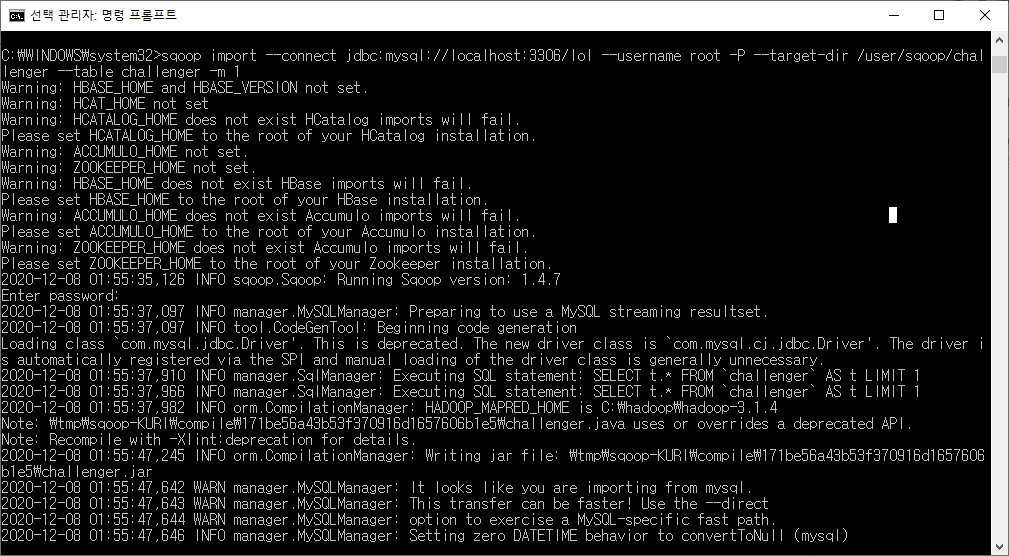 선택 관리자: 명령 프롬프트
C:\WINDOWS\system32>sqoop import --connect jdbc:mysql://localhost:3306/lol --username root -P --target-dir /user/sqoop/chal
lenger --table challenger -m 1
Warning: HBASE_HOME and HBASE_VERSION not set.
Warning: HCAT_HOME not set
Warning: HCATALOG_HOME does not exist HCatalog imports will fail.
Please set HCATALOG_HOME to the root of your HCatalog installation.
Warning: ACCUMULO_HOME not set.
Warning: ZOOKEEPER_HOME not set.
Warning: HBASE_HOME does not exist HBase imports will fail.
Please set HBASE_HOME to the root of your HBase installation.
Warning: ACCUMULO_HOME does not exist Accumulo imports will fail.
Please set ACCUMULO_HOME to the root of your Accumulo installation.
Warning: ZOOKEEPER_HOME does not exist Accumulo imports will fail.
Please set ZOOKEEPER_HOME to the root of your Zookeeper installation.
2020-12-08 01:55:35,126 INFO sqoop.Sqoop: Running Sqoop version: 1.4.7
Enter password:
2020-12-08 01:55:37,097 INFO manager.MySQLManager: Preparing to use a MySQL streaming resultset.
2020-12-08 01:55:37,097 INFO tool.CodeGenTool: Beginning code generation
Loading class `com.mysql.jdbc.Driver'. This is deprecated. The new driver class is `com.mysql.cj.jdbc.Driver'. The driver i
s automatically registered via the SPI and manual loading of the driver class is generally unnecessary.
2020-12-08 01:55:37,910 INFO manager.SqlManager: Executing SQL statement: SELECT t.* FROM `challenger` AS t LIMIT 1
2020-12-08 01:55:37,966 INFO manager.SqlManager: Executing SQL statement: SELECT t.* FROM `challenger` AS t LIMIT 1
2020-12-08 01:55:37,982 INFO orm.CompilationManager: HADOOP_MAPRED_HOME is C:\hadoop\hadoop-3.1.4
Note: \tmp\sqoop-KURI\compile\171be56a43b53f370916d1657606b1e5\challenger.java uses or overrides a deprecated API.
Note: Recompile with -Xlint:deprecation for details.
2020-12-08 01:55:47,245 INFO orm.CompilationManager: Writing jar file: \tmp\sqoop-KURI\compile\171be56a43b53f370916d1657606
b1e5\challenger.jar
2020-12-08 01:55:47,642 WARN manager.MySQLManager: It looks like you are importing from mysql.
2020-12-08 01:55:47,643 WARN manager.MySQLManager: This transfer can be faster! Use the --direct
2020-12-08 01:55:47,644 WARN manager.MySQLManager: option to exercise a MySQL-specific fast path.
2020-12-08 01:55:47,646 INFO manager.MySQLManager: Setting zero DATETIME behavior to convertToNull (mysql)